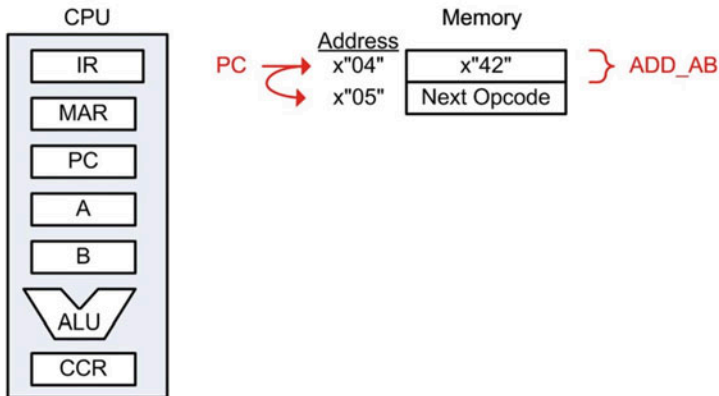 CPU
IR
MAR
PC
A
B
ALU
CCR
Memory
Address
PC x"04" x"42" ADD_AB
x"05" Next Opcode